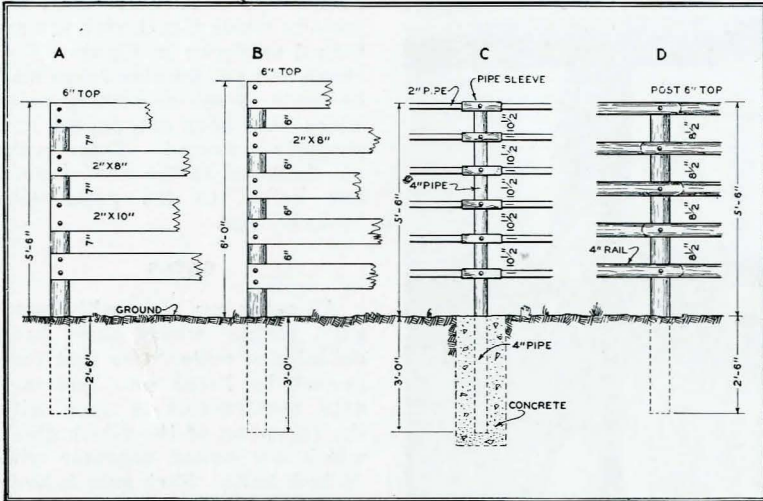 A
6" TOP
7"
2"X8"
7"
2"X10"
7"
5'-6"
GROUND
2'-6"
B
6" TOP
6"
2"X8"
6"
6"
6"
6'-0"
3'-0"
C
2" PIPE
PIPE SLEEVE
10 1/2
10 1/2
4" PIPE
10 1/2
10 1/2
10 1/2
5'-6"
3'-0"
4" PIPE
CONCRETE
D
POST 6" TOP
8 1/2"
8 1/2"
8 1/2"
4" RAIL
8 1/2"
5'-6"
2'-6"